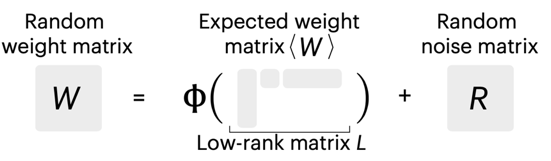 Random
weight matrix
Expected weight
matrix ⟨W⟩
Random
noise matrix
W = Φ( ) + R
Low-rank matrix L